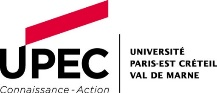 UPEC
Connaissance - Action
UNIVERSITÉ
PARIS-EST CRÉTEIL
VAL DE MARNE